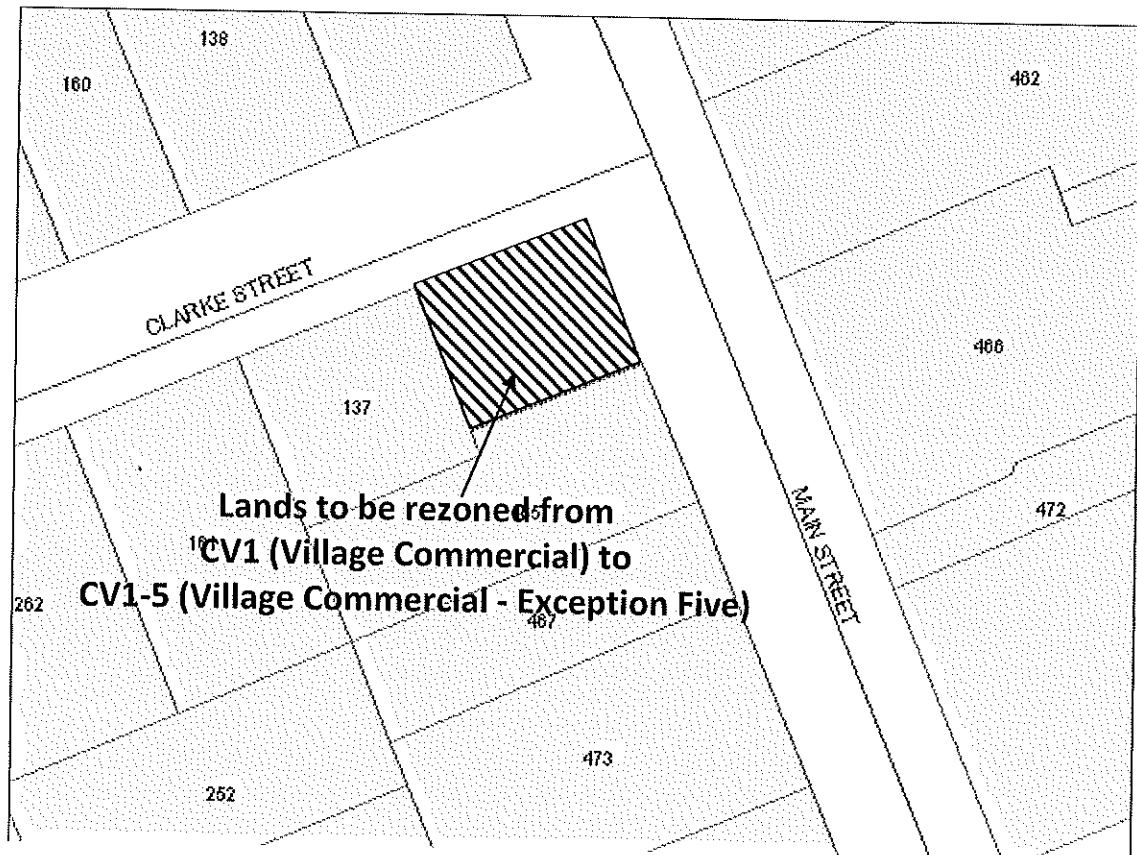 138
160
462
CLARKE STREET
466
137
MAIN STREET
Lands to be rezoned from
CV1 (Village Commercial) to
CV1-5 (Village Commercial - Exception Five)
472
262
467
473
252